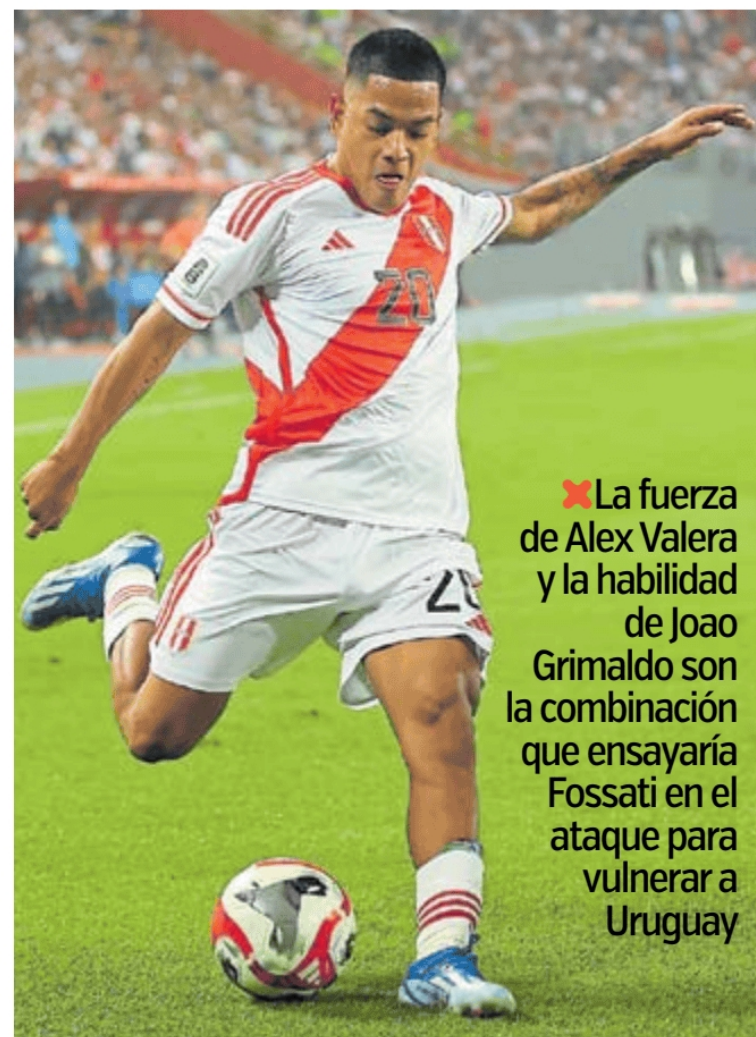 20
20
La fuerza
de Alex Valera
y la habilidad
de Joao
Grimaldo son
la combinación
que ensayaría
Fossati en el
ataque para
vulnerar a
Uruguay